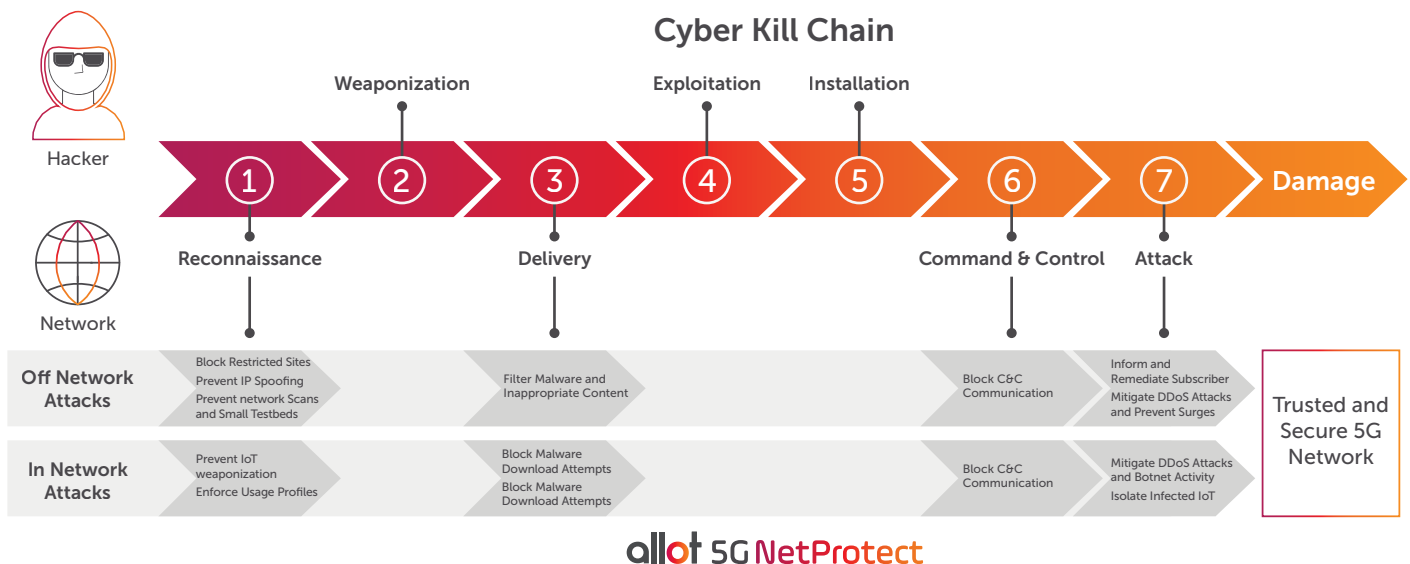 Cyber Kill Chain
Weaponization
Exploitation
Installation
Hacker
1
2
3
4
5
6
7
Damage
Reconnaissance
Delivery
Command & Control
Attack
Network
Off Network
Attacks
Block Restricted Sites
Prevent IP Spoofing
Prevent network Scans
and Small Testbeds
Filter Malware and
Inappropriate Content
Block C&C
Communication
Inform and
Remediate Subscriber
Mitigate DDoS Attacks
and Prevent Surges
In Network
Attacks
Prevent IoT
weaponization
Enforce Usage Profiles
Block Malware
Download Attempts
Block Malware
Download Attempts
Block C&C
Communication
Mitigate DDoS Attacks
and Botnet Activity
Isolate Infected IoT
Trusted and
Secure 5G
Network
allot 5G NetProtect